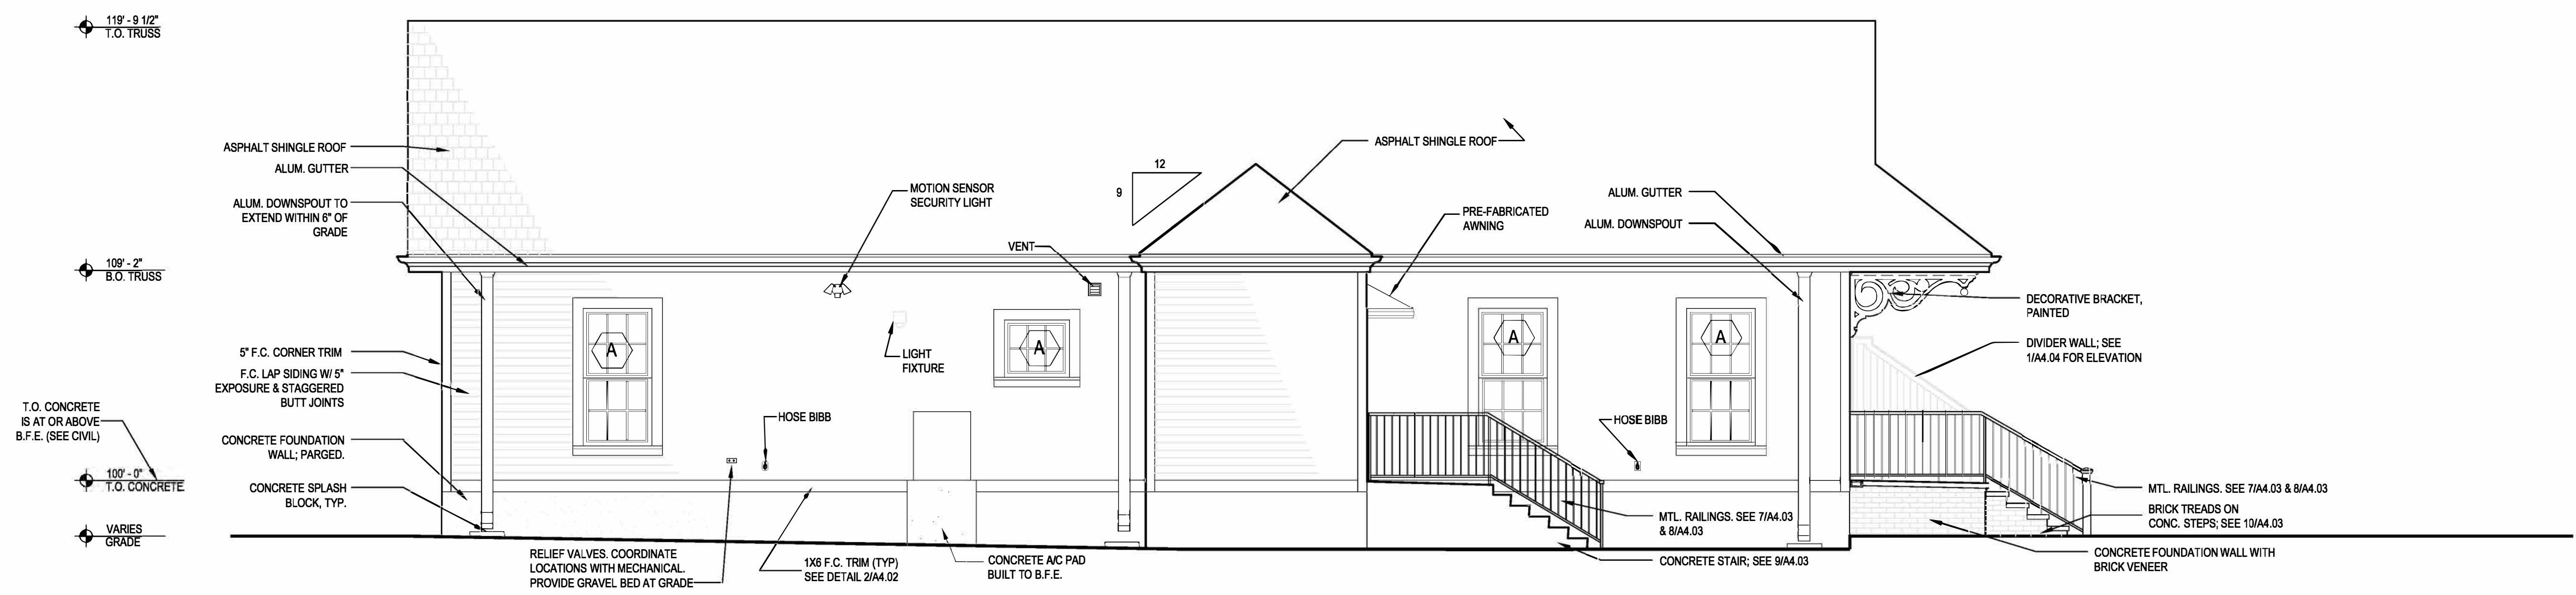 119' - 9 1/2"
T.O. TRUSS
ASPHALT SHINGLE ROOF
ALUM. GUTTER
ALUM. DOWNSPOUT TO
EXTEND WITHIN 6" OF
GRADE
109' - 2"
B.O. TRUSS
5" F.C. CORNER TRIM
F.C. LAP SIDING W/ 5"
EXPOSURE & STAGGERED
BUTT JOINTS
T.O. CONCRETE
IS AT OR ABOVE
B.F.E. (SEE CIVIL)
CONCRETE FOUNDATION
WALL; PARGED.
100' - 0"
T.O. CONCRETE
CONCRETE SPLASH
BLOCK, TYP.
VARIES
GRADE
MOTION SENSOR
SECURITY LIGHT
VENT
12
9
ASPHALT SHINGLE ROOF
PRE-FABRICATED
AWNING
ALUM. GUTTER
ALUM. DOWNSPOUT
A
A
A
A
LIGHT
FIXTURE
HOSE BIBB
HOSE BIBB
RELIEF VALVES. COORDINATE
LOCATIONS WITH MECHANICAL.
PROVIDE GRAVEL BED AT GRADE
1X6 F.C. TRIM (TYP)
SEE DETAIL 2/A4.02
CONCRETE A/C PAD
BUILT TO B.F.E.
MTL. RAILINGS. SEE 7/A4.03
& 8/A4.03
CONCRETE STAIR; SEE 9/A4.03
DECORATIVE BRACKET,
PAINTED
DIVIDER WALL; SEE
1/A4.04 FOR ELEVATION
MTL. RAILINGS. SEE 7/A4.03 & 8/A4.03
BRICK TREADS ON
CONC. STEPS; SEE 10/A4.03
CONCRETE FOUNDATION WALL WITH
BRICK VENEER